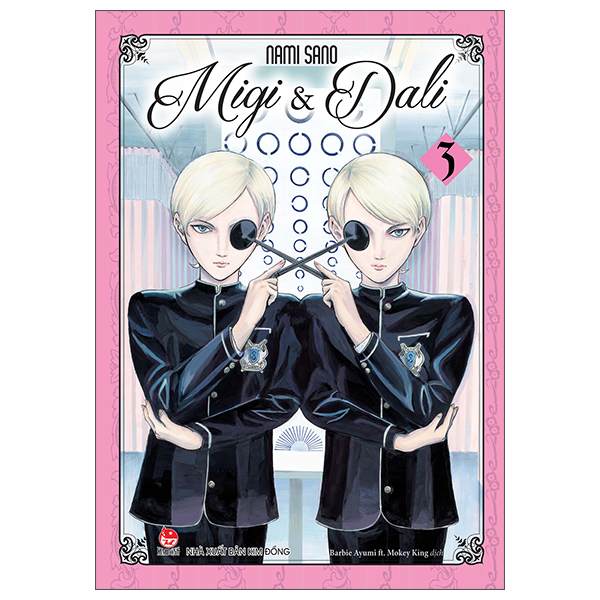 NAMI SANO
Migi & Dali
3
NHÀ XUẤT BẢN KIM ĐỒNG
Barbie Ayumi ft. Mokey King dịch